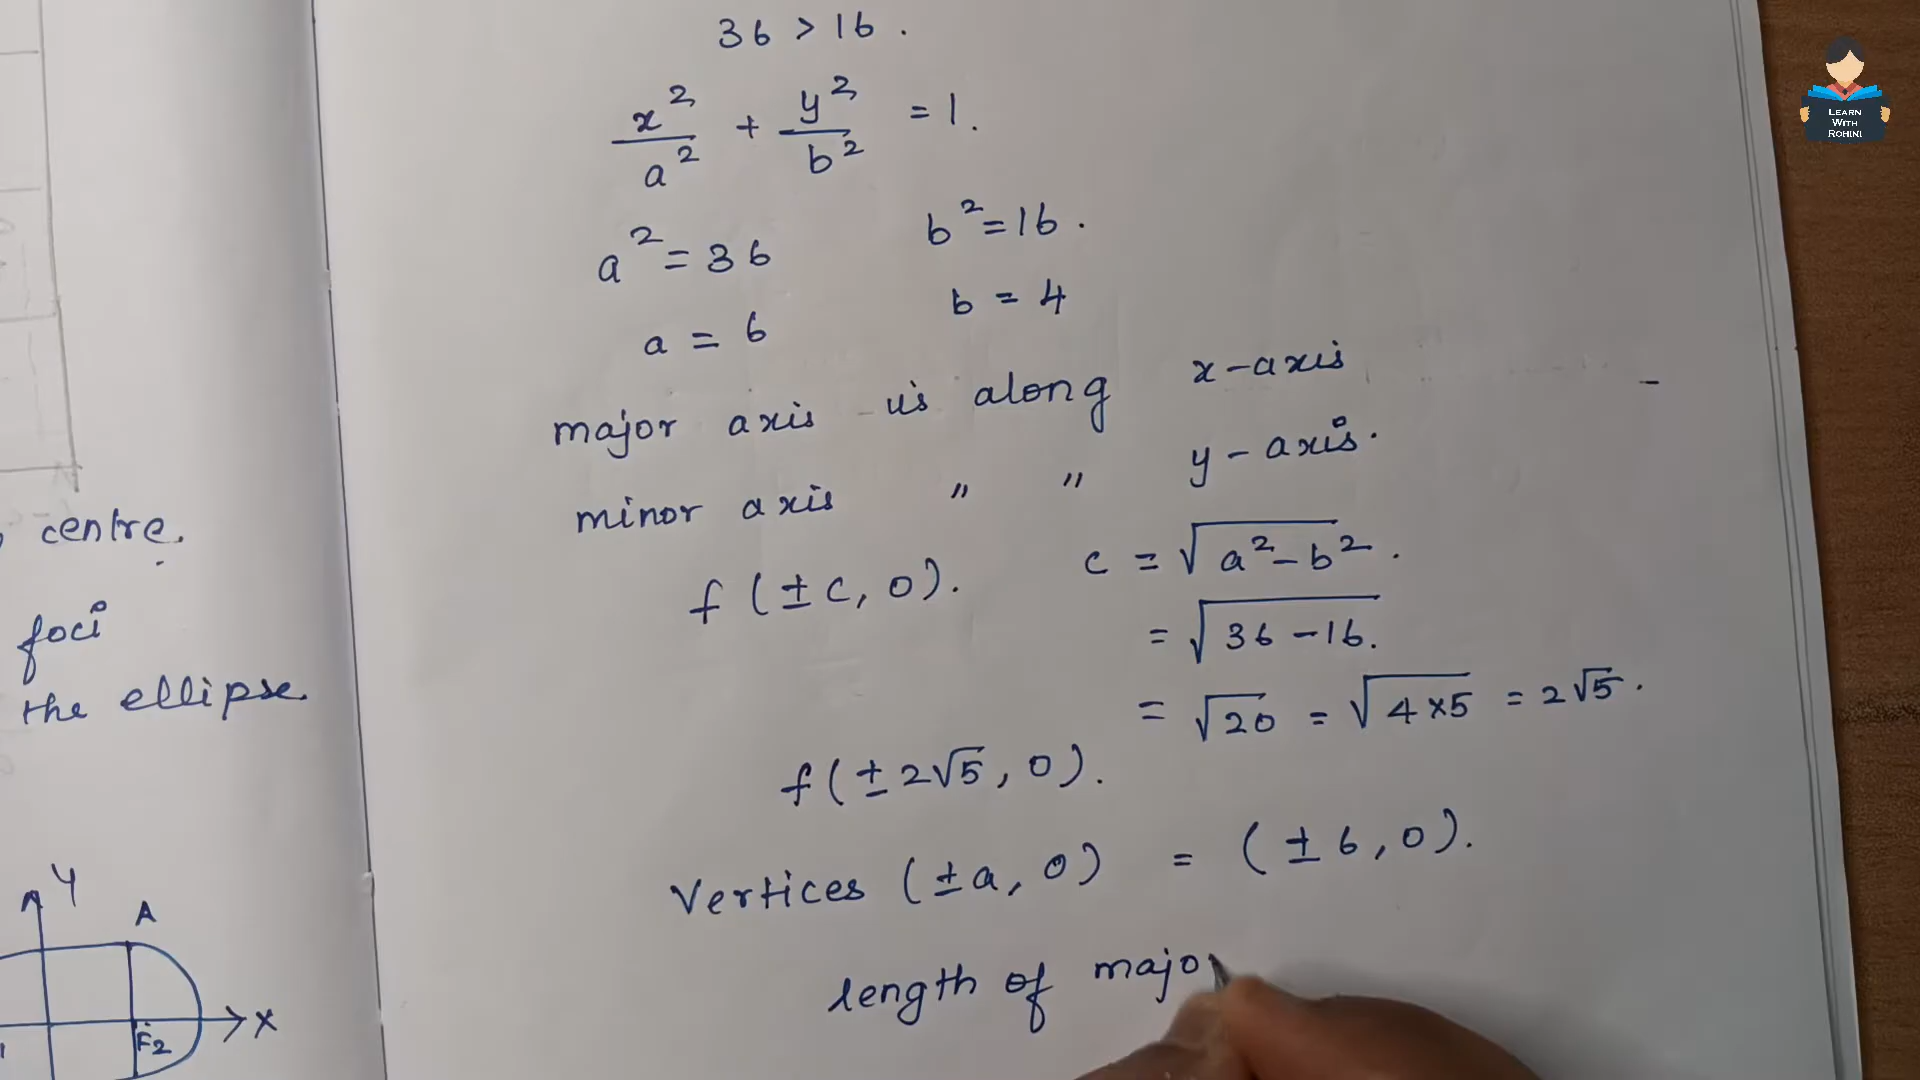 36 > 16 .
x² / a² + y² / b² = 1 .
a² = 36 b² = 16 .
a = 6 b = 4
major axis is along x-axis
minor axis " " y-axis.
f (±c, 0). c = √a²-b² .
= √36-16.
= √20 = √4×5 = 2√5 .
f (±2√5, 0).
Vertices (±a, 0) = (±6, 0).
length of majo
centre.
foci
the ellipse.
Y
A
X
F2
LEARN
WITH
ROHINI